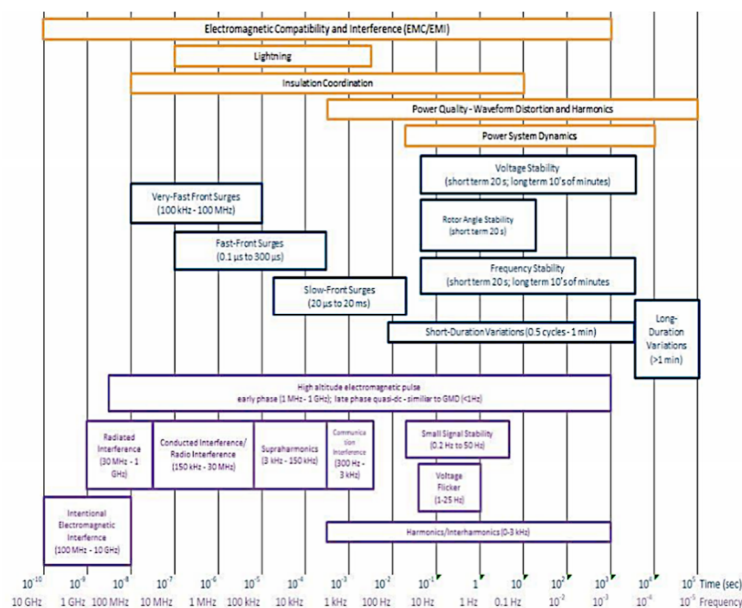 Electromagnetic Compatibility and Interference (EMC/EMI)
Lightning
Insulation Coordination
Power Quality - Waveform Distortion and Harmonics
Power System Dynamics
Voltage Stability
(short term 20 s; long term 10's of minutes)
Very-Fast Front Surges
(100 kHz - 100 MHz)
Rotor Angle Stability
(short term 20 s)
Fast-Front Surges
(0.1 µs to 300 µs)
Frequency Stability
(short term 20s; long term 10's of minutes
Slow-Front Surges
(20 µs to 20 ms)
Long-
Duration
Variations
(>1 min)
Short-Duration Variations (0.5 cycles - 1 min)
High altitude electromagnetic pulse
early phase (1 MHz - 1 GHz); late phase quasi-dc - similiar to GMD (<1Hz)
Radiated
Interference
(30 MHz - 1
GHz)
Conducted Interference/
Radio Interference
(150 kHz - 30 MHz)
Supraharmonics
(3 kHz - 150 kHz)
Communica
tion
Interference
(300 Hz -
3 kHz)
Small Signal Stability
(0.2 Hz to 50 Hz)
Voltage
Flicker
(1-25 Hz)
Intentional
Electromagnetic
Interfernce
(100 MHz - 10 GHz)
Harmonics/Interharmonics (0-3 kHz)
10⁻¹⁰ 10⁻⁹ 10⁻⁸ 10⁻⁷ 10⁻⁶ 10⁻⁵ 10⁻⁴ 10⁻³ 10⁻² 10⁻¹ 1 10¹ 10² 10³ 10⁴ 10⁵ Time (sec)
10 GHz 1 GHz 100 MHz 10 MHz 1 MHz 100 kHz 10 kHz 1 kHz 100 Hz 10 Hz 1 Hz 0.1 Hz 10⁻² 10⁻³ 10⁻⁴ 10⁻⁵ Frequency